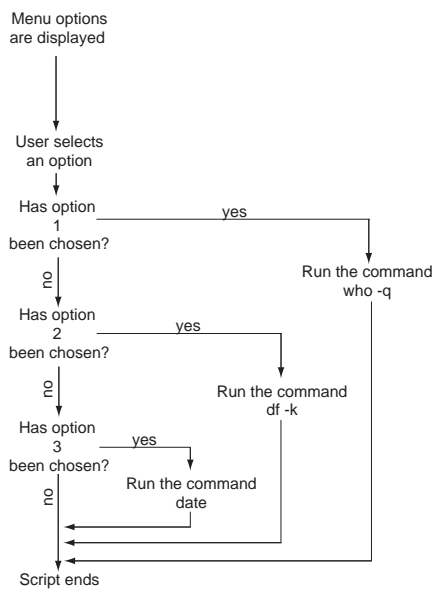 Menu options
are displayed
User selects
an option
Has option
1
been chosen?
yes
Run the command
who -q
no
Has option
2
been chosen?
yes
Run the command
df -k
no
Has option
3
been chosen?
yes
Run the command
date
no
Script ends